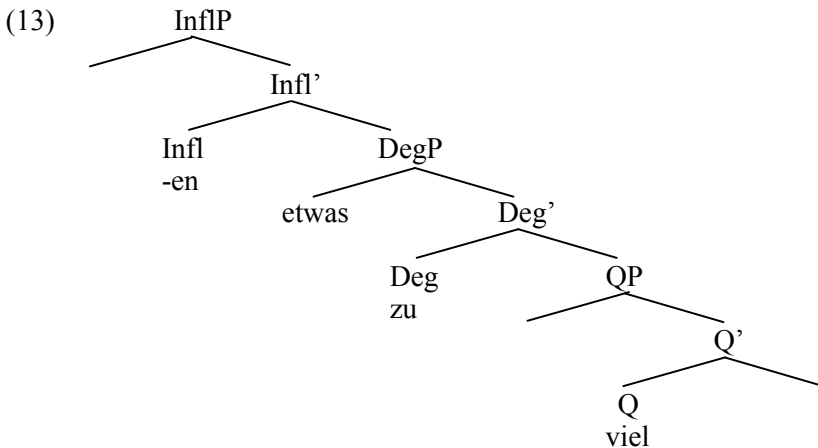 (13) InflP
Infl’
Infl DegP
-en
etwas Deg’
Deg QP
zu
Q’
Q
viel